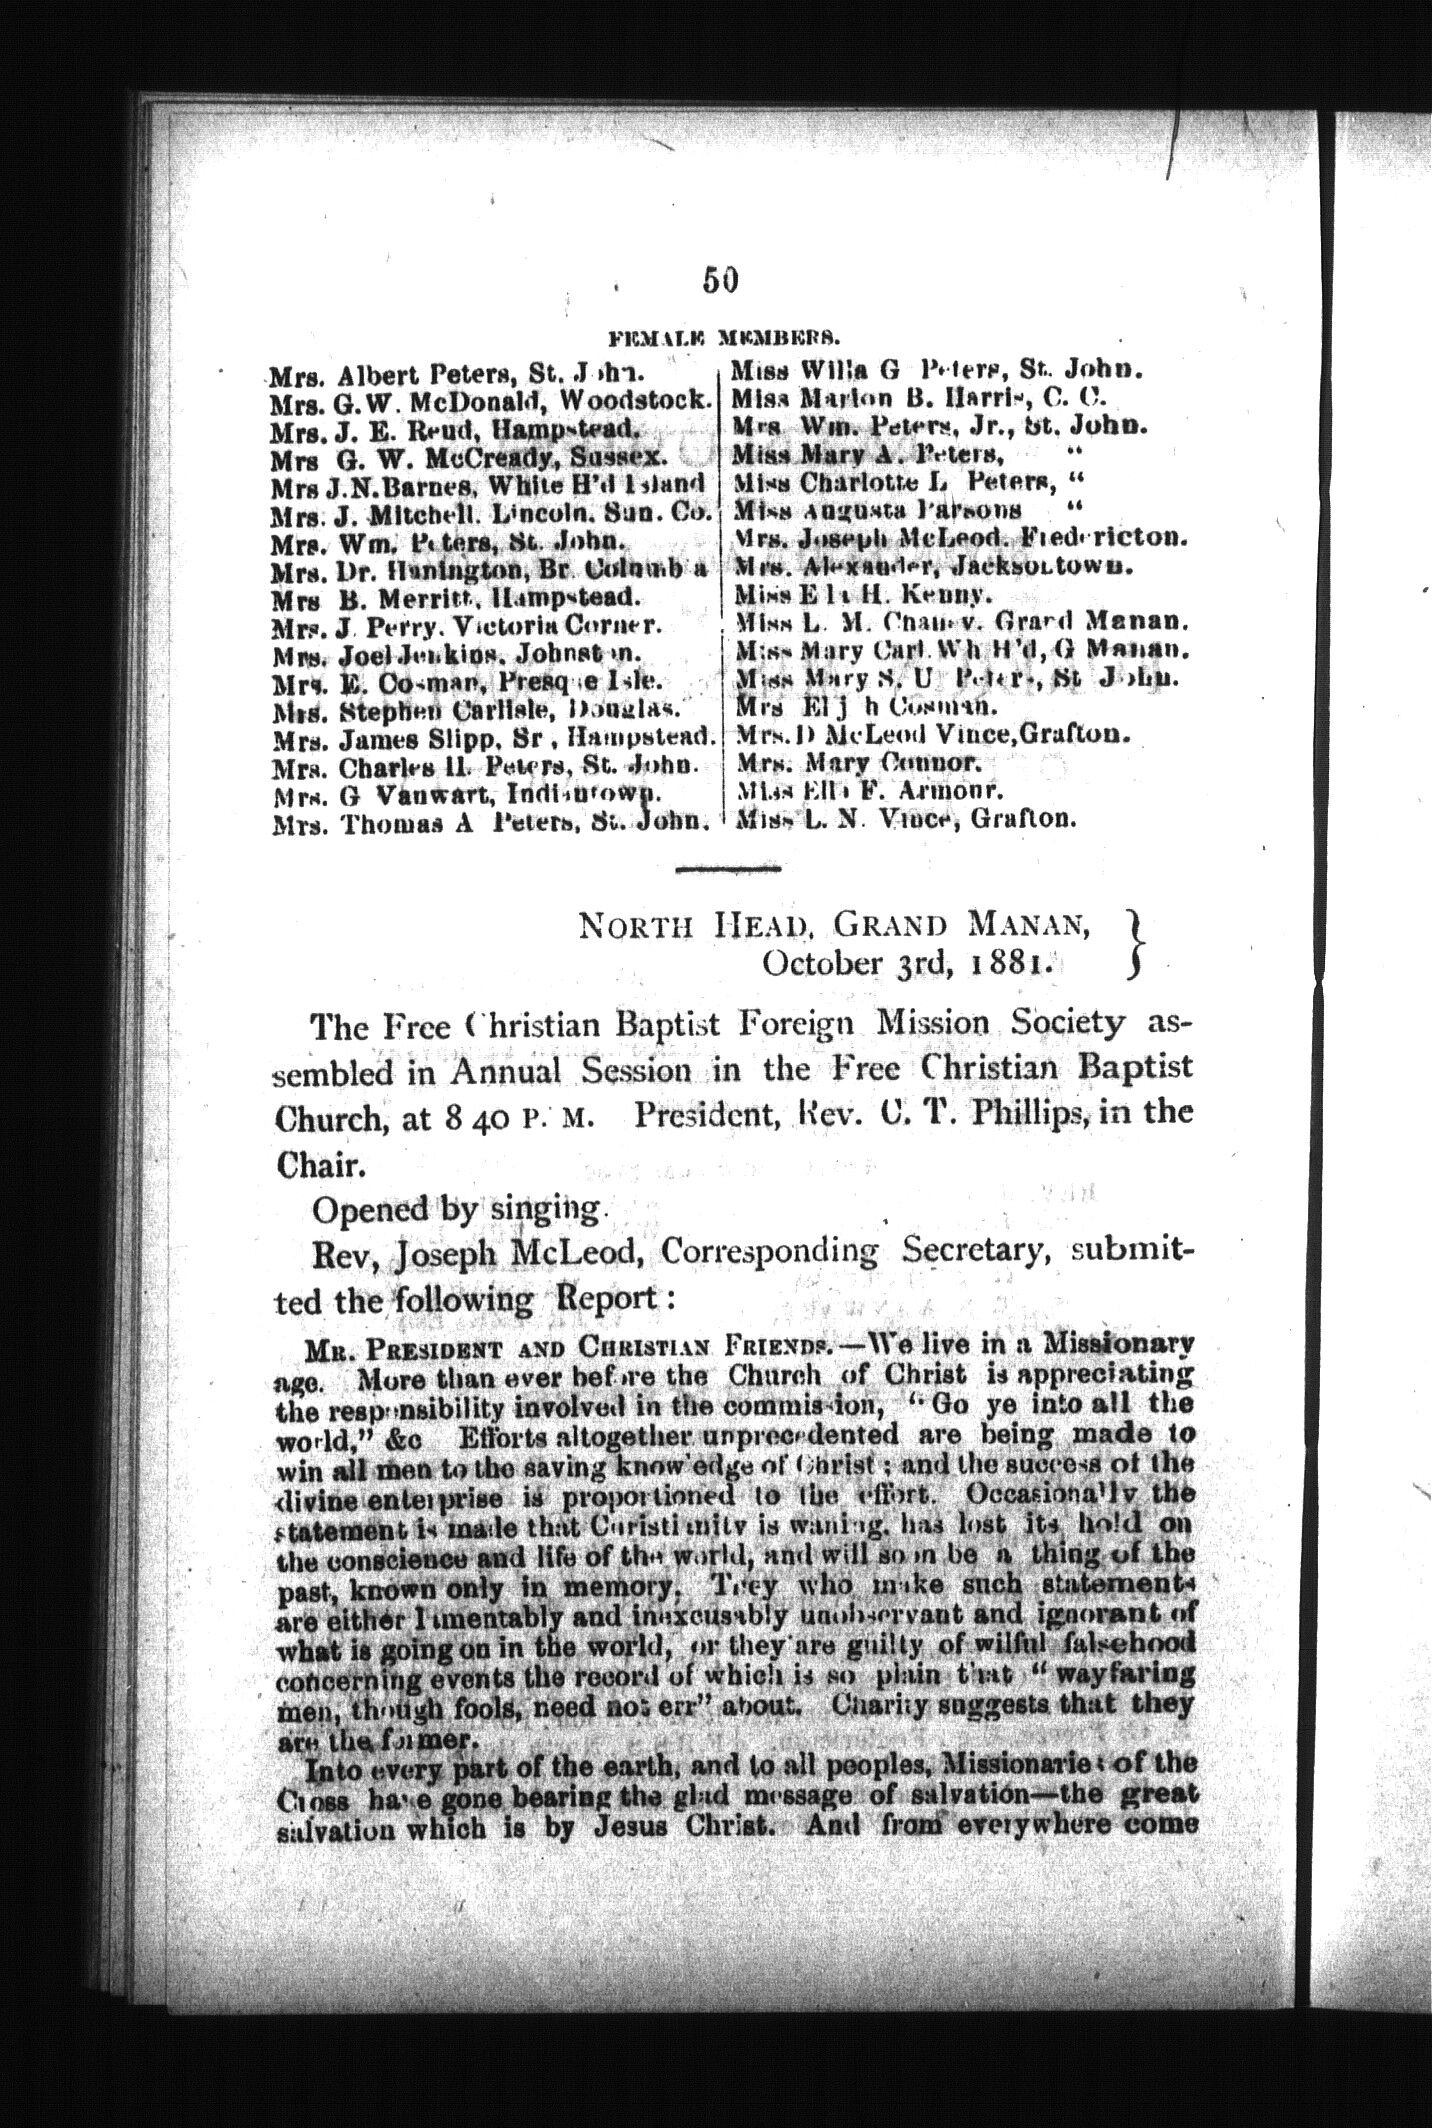 50
FEMALE MEMBERS.
Mrs. Albert Peters, St. John.
Mrs. G. W. McDonald, Woodstock.
Mrs. J. E. Reud, Hampstead.
Mrs G. W. McCready, Sussex.
Mrs J. N. Barnes, White H'd Island
Mrs. J. Mitchell. Lincoln. Sun. Co.
Mrs. Wm. Peters, St. John.
Mrs. Dr. Hanington, Br. Columbia
Mrs B. Merritt, Hampstead.
Mrs. J. Perry. Victoria Corner.
Mrs. Joel Jenkins. Johnston.
Mrs. E. Cosman, Presque Isle.
Mrs. Stephen Carlisle, Douglas.
Mrs. James Slipp, Sr, Hampstead.
Mrs. Charles H. Peters, St. John.
Mrs. G Vanwart, Indiantown.
Mrs. Thomas A Peters, St. John.
Miss Willa G Peters, St. John.
Miss Marion B. Harris, C. C.
Mrs Wm. Peters, Jr., St. John.
Miss Mary A. Peters, "
Miss Charlotte L Peters, "
Miss Augusta Parsons "
Mrs. Joseph McLeod. Fredericton.
Mrs. Alexander, Jacksontown.
Miss H. Kenny.
Miss L. M. Grand Manan.
Miss Mary Carl. Wh H'd, G Manan.
Miss Mary S. U Peters, St John.
Mrs Cosman.
Mrs. D McLeod Vince, Grafton.
Mrs. Mary Connor.
Miss Ella F. Armour.
Miss L. N. Vince, Grafton.
NORTH HEAD, GRAND MANAN, }
October 3rd, 1881.
The Free Christian Baptist Foreign Mission Society as-
sembled in Annual Session in the Free Christian Baptist
Church, at 8 40 P. M. President, Rev. C. T. Phillips, in the
Chair.
Opened by singing.
Rev, Joseph McLeod, Corresponding Secretary, submit-
ted the following Report :
MR. PRESIDENT AND CHRISTIAN FRIENDS.—We live in a Missionary
age. More than ever before the Church of Christ is appreciating
the responsibility involved in the commission, "Go ye into all the
world," &c Efforts altogether unprecedented are being made to
win all men to the saving knowledge of Christ ; and the success of the
divine enterprise is proportioned to the effort. Occasionally the
statement is made that Christianity is waning, has lost its hold on
the conscience and life of the world, and will soon be a thing of the
past, known only in memory. They who make such statements
are either lamentably and inexcusably unobservant and ignorant of
what is going on in the world, or they are guilty of wilful falsehood
concerning events the record of which is so plain that "wayfaring
men, though fools, need not err" about. Charity suggests that they
are the former.
Into every part of the earth, and to all peoples, Missionaries of the
Cross have gone bearing the glad message of salvation—the great
salvation which is by Jesus Christ. And from everywhere come